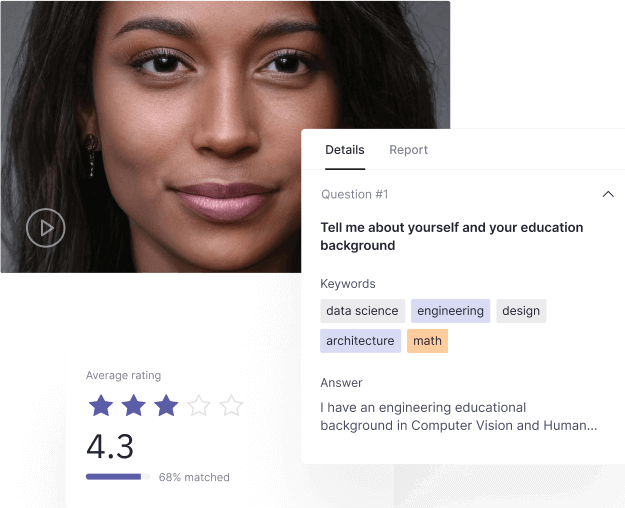 Details Report
Question #1
Tell me about yourself and your education
background
Keywords
data science engineering design
architecture math
Answer
I have an engineering educational
background in Computer Vision and Human...
Average rating
4.3
68% matched